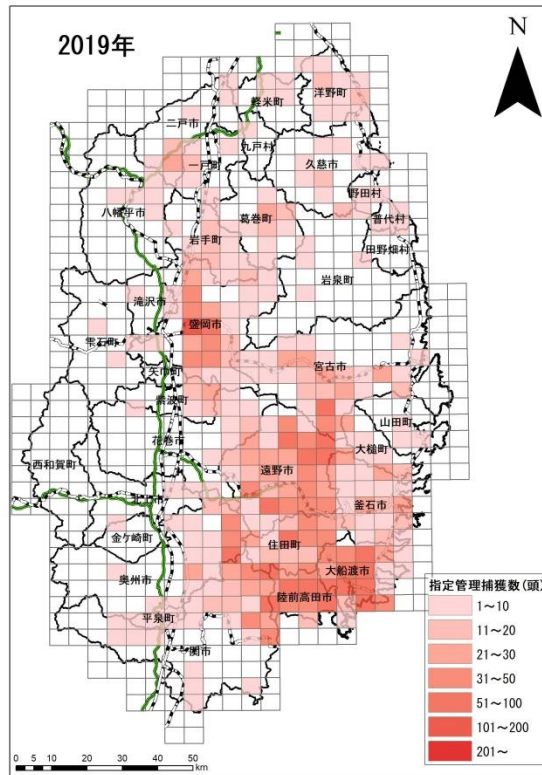 2019年
N
軽米町
洋野町
二戸市
九戸村
一戸町
久慈市
野田村
八幡平市
葛巻町
普代村
岩手町
田野畑村
岩泉町
滝沢市
盛岡市
雫石町
宮古市
矢巾町
紫波町
山田町
花巻市
大槌町
西和賀町
遠野市
釜石市
金ケ崎町
住田町
奥州市
大船渡市
陸前高田市
平泉町
一関市
指定管理捕獲数(頭)
1～10
11～20
21～30
31～50
51～100
101～200
201～
0 5 10 20 30 40 50
km